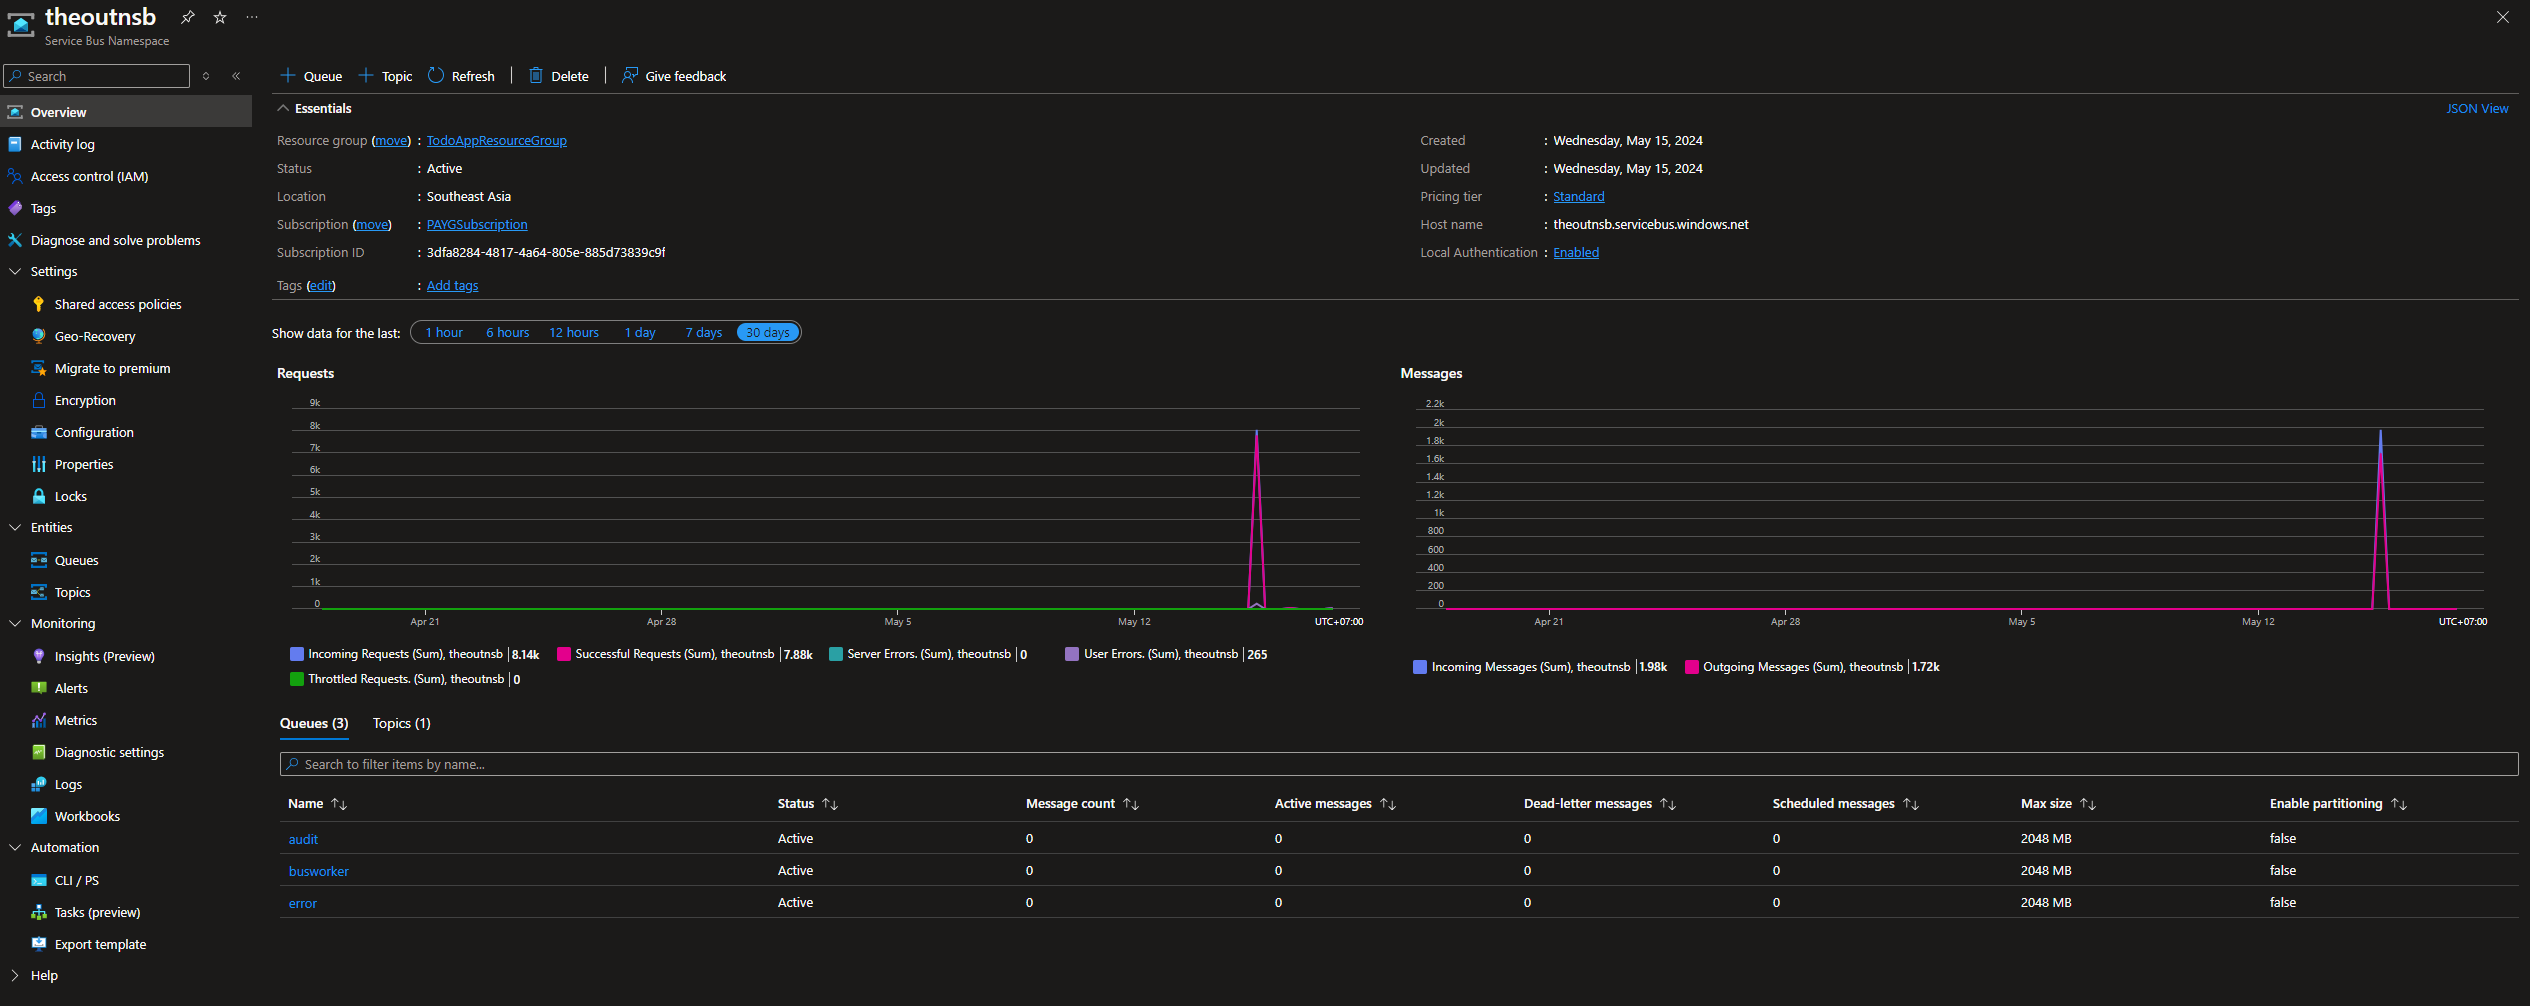 theoutnsb
Service Bus Namespace
Search
Overview
Activity log
Access control (IAM)
Tags
Diagnose and solve problems
Settings
Shared access policies
Geo-Recovery
Migrate to premium
Encryption
Configuration
Properties
Locks
Entities
Queues
Topics
Monitoring
Insights (Preview)
Alerts
Metrics
Diagnostic settings
Logs
Workbooks
Automation
CLI / PS
Tasks (preview)
Export template
Help
Queue Topic Refresh Delete Give feedback
Essentials JSON View
Resource group (move) : TodoAppResourceGroup
Status : Active
Location : Southeast Asia
Subscription (move) : PAYGSubscription
Subscription ID : 3dfa8284-4817-4a64-805e-885d73839c9f
Tags (edit) : Add tags
Created : Wednesday, May 15, 2024
Updated : Wednesday, May 15, 2024
Pricing tier : Standard
Host name : theoutnsb.servicebus.windows.net
Local Authentication : Enabled
Show data for the last: 1 hour 6 hours 12 hours 1 day 7 days 30 days
Requests
9k
8k
7k
6k
5k
4k
3k
2k
1k
0
Apr 21 Apr 28 May 5 May 12 UTC+07:00
Incoming Requests (Sum), theoutnsb | 8.14k Successful Requests (Sum), theoutnsb | 7.88k Server Errors. (Sum), theoutnsb | 0 User Errors. (Sum), theoutnsb | 265
Throttled Requests. (Sum), theoutnsb | 0
Messages
2.2k
2k
1.8k
1.6k
1.4k
1.2k
1k
800
600
400
200
0
Apr 21 Apr 28 May 5 May 12 UTC+07:00
Incoming Messages (Sum), theoutnsb | 1.98k Outgoing Messages (Sum), theoutnsb | 1.72k
Queues (3) Topics (1)
Search to filter items by name...
Name Status Message count Active messages Dead-letter messages Scheduled messages Max size Enable partitioning
audit Active 0 0 0 0 2048 MB false
busworker Active 0 0 0 0 2048 MB false
error Active 0 0 0 0 2048 MB false